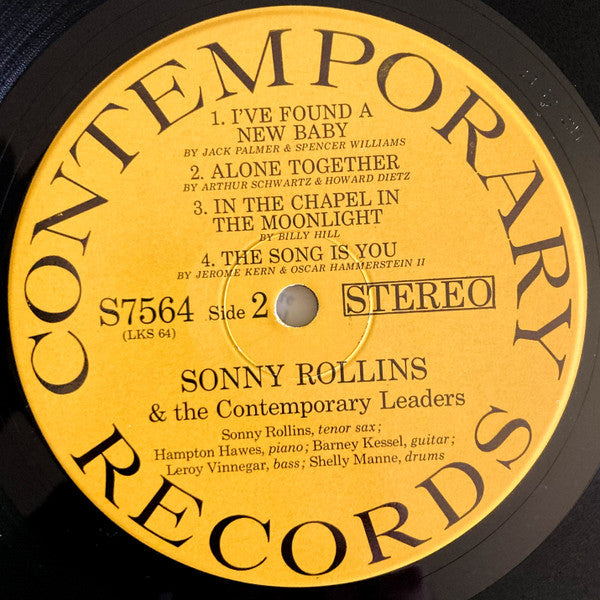 CONTEMPORARY
1. I'VE FOUND A
NEW BABY
BY JACK PALMER & SPENCER WILLIAMS
2. ALONE TOGETHER
BY ARTHUR SCHWARTZ & HOWARD DIETZ
3. IN THE CHAPEL IN
THE MOONLIGHT
BY BILLY HILL
4. THE SONG IS YOU
BY JEROME KERN & OSCAR HAMMERSTEIN II
S7564 Side 2 STEREO
(LKS 64)
SONNY ROLLINS
& the Contemporary Leaders
Sonny Rollins, tenor sax;
Hampton Hawes, piano; Barney Kessel, guitar;
Leroy Vinnegar, bass; Shelly Manne, drums
RECORDS